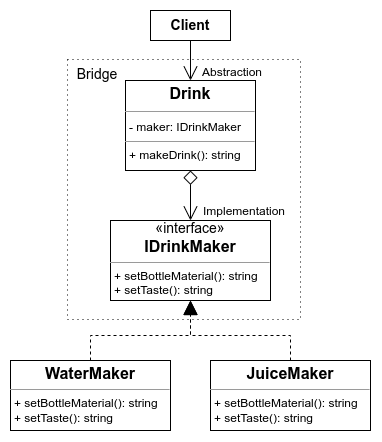 Client
Bridge
Abstraction
Drink
- maker: IDrinkMaker
+ makeDrink(): string
Implementation
«interface»
IDrinkMaker
+ setBottleMaterial(): string
+ setTaste(): string
WaterMaker
+ setBottleMaterial(): string
+ setTaste(): string
JuiceMaker
+ setBottleMaterial(): string
+ setTaste(): string